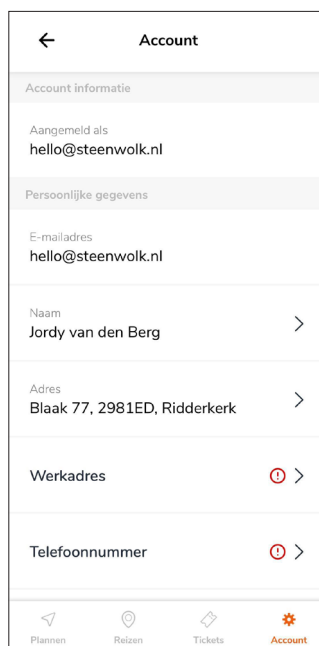 Account
Account informatie
Aangemeld als
hello@steenwolk.nl
Persoonlijke gegevens
E-mailadres
hello@steenwolk.nl
Naam
Jordy van den Berg
Adres
Blaak 77, 2981ED, Ridderkerk
Werkadres
Telefoonnummer
Plannen Reizen Tickets Account